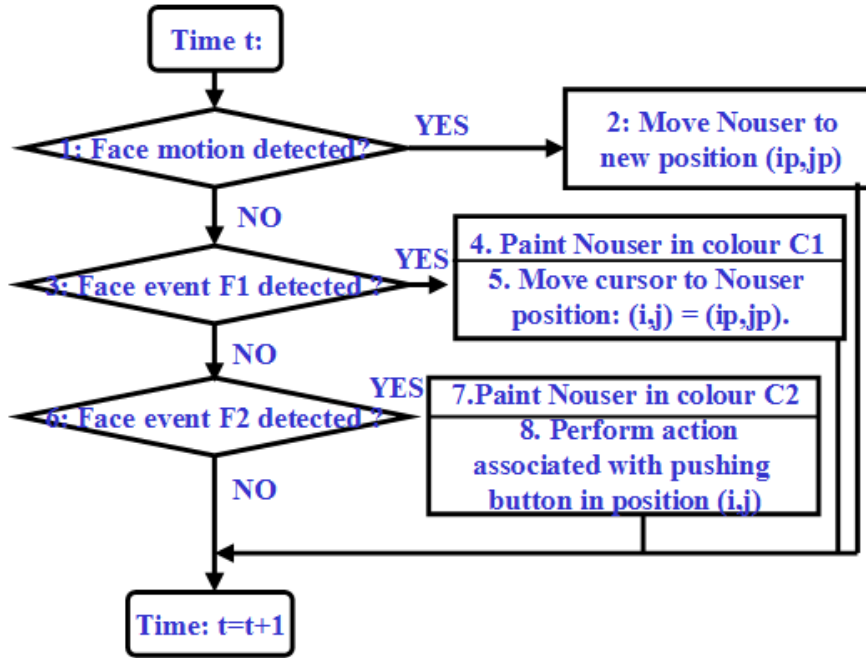 Time t:
1: Face motion detected?
YES
2: Move Nouser to
new position (ip,jp)
NO
3: Face event F1 detected ?
YES
4. Paint Nouser in colour C1
5. Move cursor to Nouser
position: (i,j) = (ip,jp).
NO
6: Face event F2 detected ?
YES
7.Paint Nouser in colour C2
8. Perform action
associated with pushing
button in position (i,j)
NO
Time: t=t+1